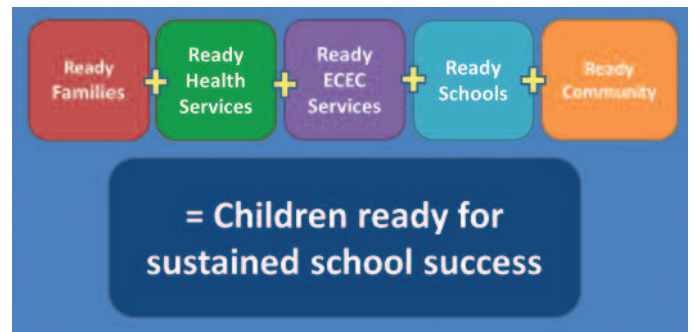 Ready
Families
+
Ready
Health
Services
+
Ready
ECEC
Services
+
Ready
Schools
+
Ready
Community
= Children ready for
sustained school success